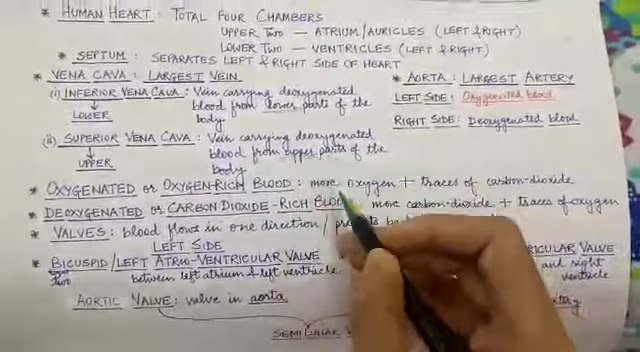 * HUMAN HEART: TOTAL FOUR CHAMBERS
UPPER TWO — ATRIUM/AURICLES (LEFT & RIGHT)
LOWER TWO — VENTRICLES (LEFT & RIGHT)
* SEPTUM: SEPARATES LEFT & RIGHT SIDE OF HEART
* VENA CAVA: LARGEST VEIN
(i) INFERIOR VENA CAVA: Vein carrying deoxygenated
blood from lower parts of the
LOWER
body
(ii) SUPERIOR VENA CAVA: Vein carrying deoxygenated
blood from upper parts of the
UPPER
body
* AORTA: LARGEST ARTERY
LEFT SIDE: Oxygenated blood
RIGHT SIDE: Deoxygenated blood
* OXYGENATED or OXYGEN-RICH BLOOD: more oxygen + traces of carbon-dioxide
* DEOXYGENATED or CARBON DIOXIDE-RICH more carbon-dioxide + traces of oxygen
* VALVES: blood flows in one direction /
LEFT SIDE
* BICUSPID/LEFT ATRIO-VENTRICULAR VALVE
Two
between left atrium & left ventricle
VALVE
and right
ventricle
AORTIC VALVE: valve in aorta